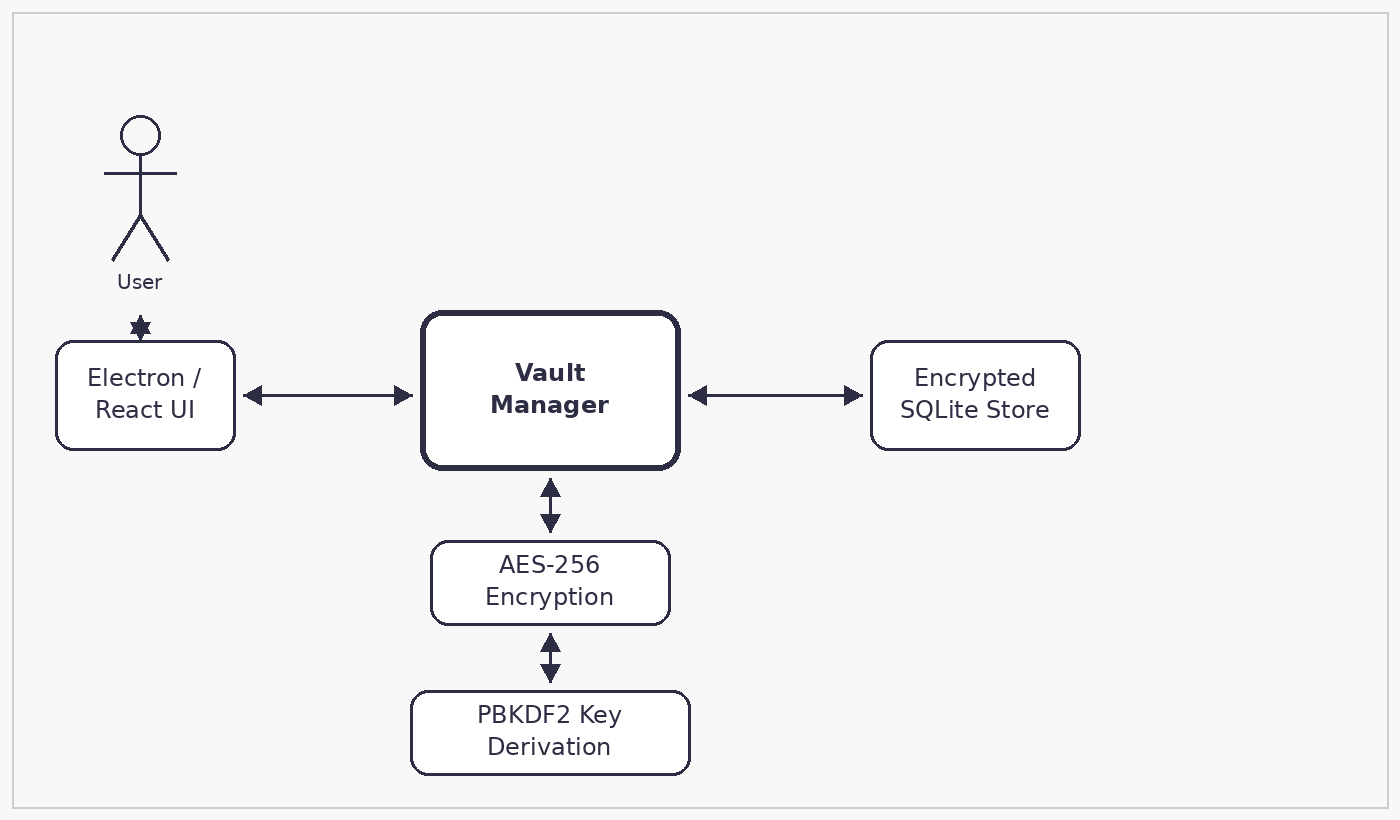 User
Electron /
React UI
Vault
Manager
Encrypted
SQLite Store
AES-256
Encryption
PBKDF2 Key
Derivation